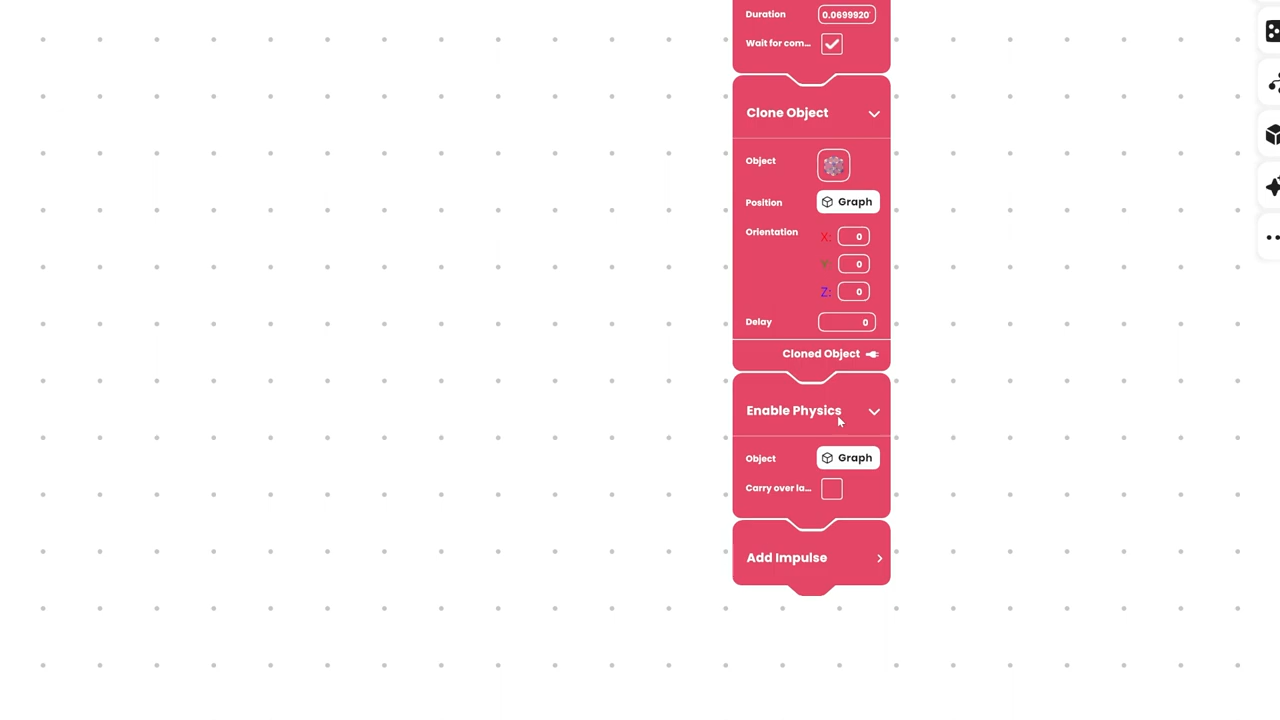 Duration 0.0699920
Wait for com...
Clone Object
Object
Position Graph
Orientation X: 0
Y: 0
Z: 0
Delay 0
Cloned Object
Enable Physics
Object Graph
Carry over la...
Add Impulse